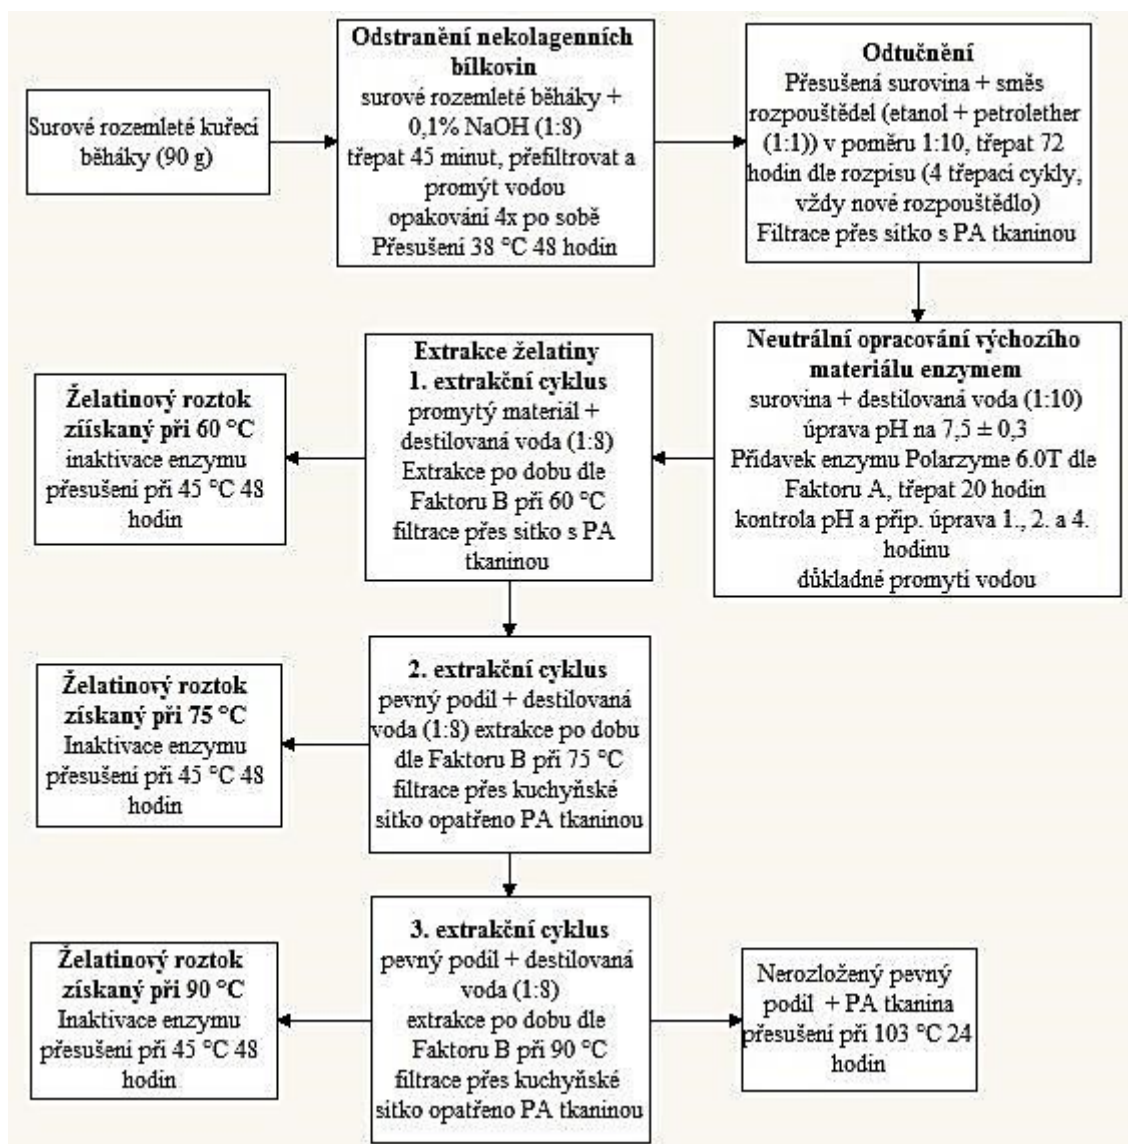 Surové rozemleté kuřecí
běháky (90 g)
Odstranění nekolagenních
bílkovin
surové rozemleté běháky +
0,1% NaOH (1:8)
třepat 45 minut, přefiltrovat a
promýt vodou
opakování 4x po sobě
Přesušení 38 °C 48 hodin
Odtučnění
Přesušená surovina + směs
rozpouštědel (etanol + petrolether
(1:1)) v poměru 1:10, třepat 72
hodin dle rozpisu (4 třepací cykly,
vždy nové rozpouštědlo)
Filtrace přes sítko s PA tkaninou
Neutrální opracování výchozího
materiálu enzymem
surovina + destilovaná voda (1:10)
úprava pH na 7,5 ± 0,3
Přídavek enzymu Polarzyme 6.0T dle
Faktoru A, třepat 20 hodin
kontrola pH a příp. úprava 1., 2. a 4.
hodinu
důkladné promytí vodou
Extrakce želatiny
1. extrakční cyklus
promytý materiál +
destilovaná voda (1:8)
Extrakce po dobu dle
Faktoru B při 60 °C
filtrace přes sítko s PA
tkaninou
Želatinový roztok
zíískaný při 60 °C
inaktivace enzymu
přesušení při 45 °C 48
hodin
2. extrakční cyklus
pevný podíl + destilovaná
voda (1:8) extrakce po dobu
dle Faktoru B při 75 °C
filtrace přes kuchyňské
sítko opatřeno PA tkaninou
Želatinový roztok
získaný při 75 °C
Inaktivace enzymu
přesušení při 45 °C 48
hodin
3. extrakční cyklus
pevný podíl + destilovaná
voda (1:8)
extrakce po dobu dle
Faktoru B při 90 °C
filtrace přes kuchyňské
sítko opatřeno PA tkaninou
Želatinový roztok
získaný při 90 °C
Inaktivace enzymu
přesušení při 45 °C 48
hodin
Nerozložený pevný
podíl + PA tkanina
přesušení při 103 °C 24
hodin